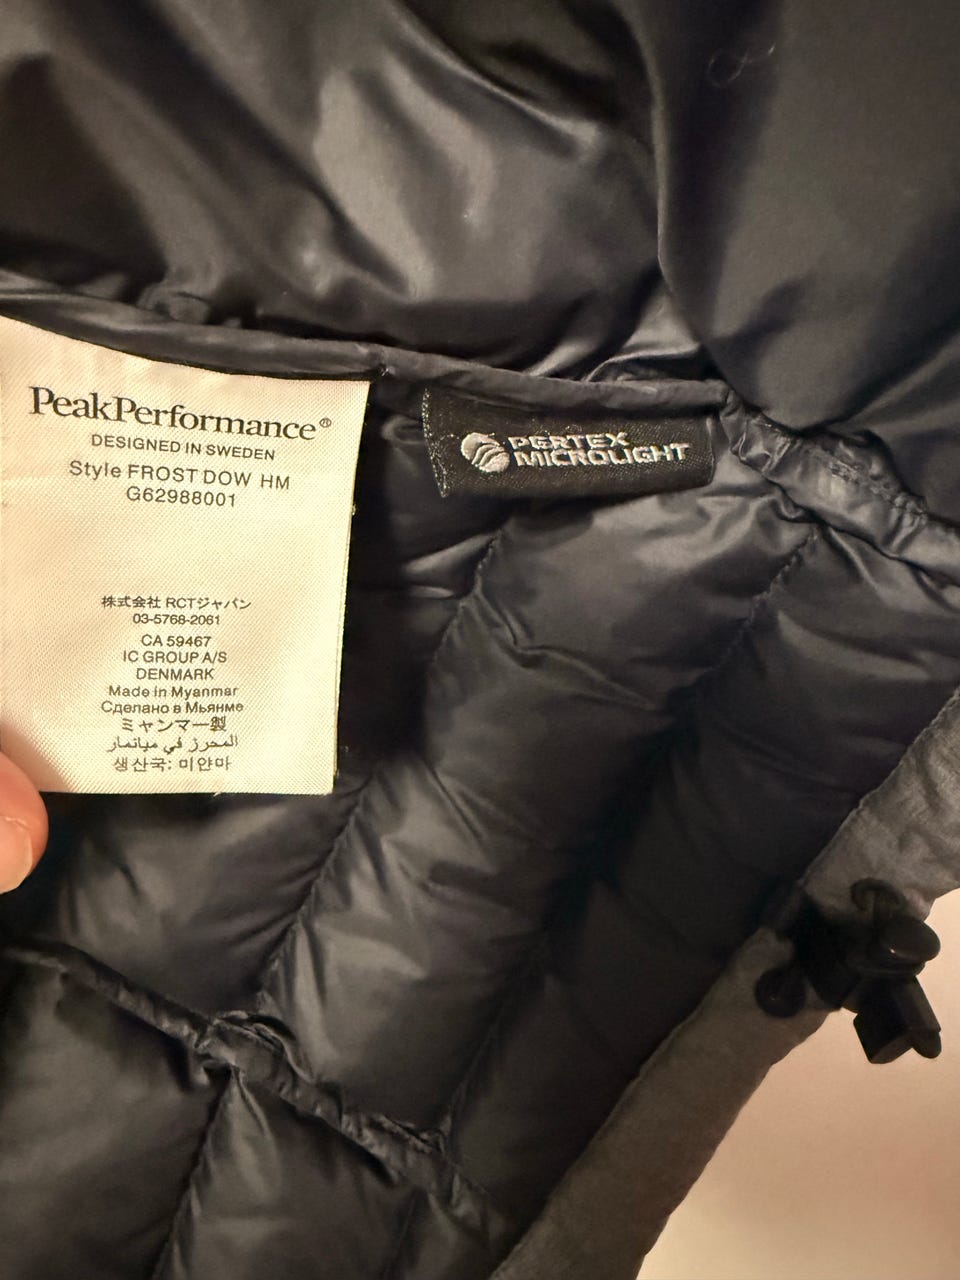 PeakPerformance®
DESIGNED IN SWEDEN
Style FROST DOW HM
G62988001
株式会社 RCTジャパン
03-5768-2061
CA 59467
IC GROUP A/S
DENMARK
Made in Myanmar
Сделано в Мьянме
ミャンマー製
المحرز في ميانمار
생산국: 미얀마
PERTEX
MICROLIGHT